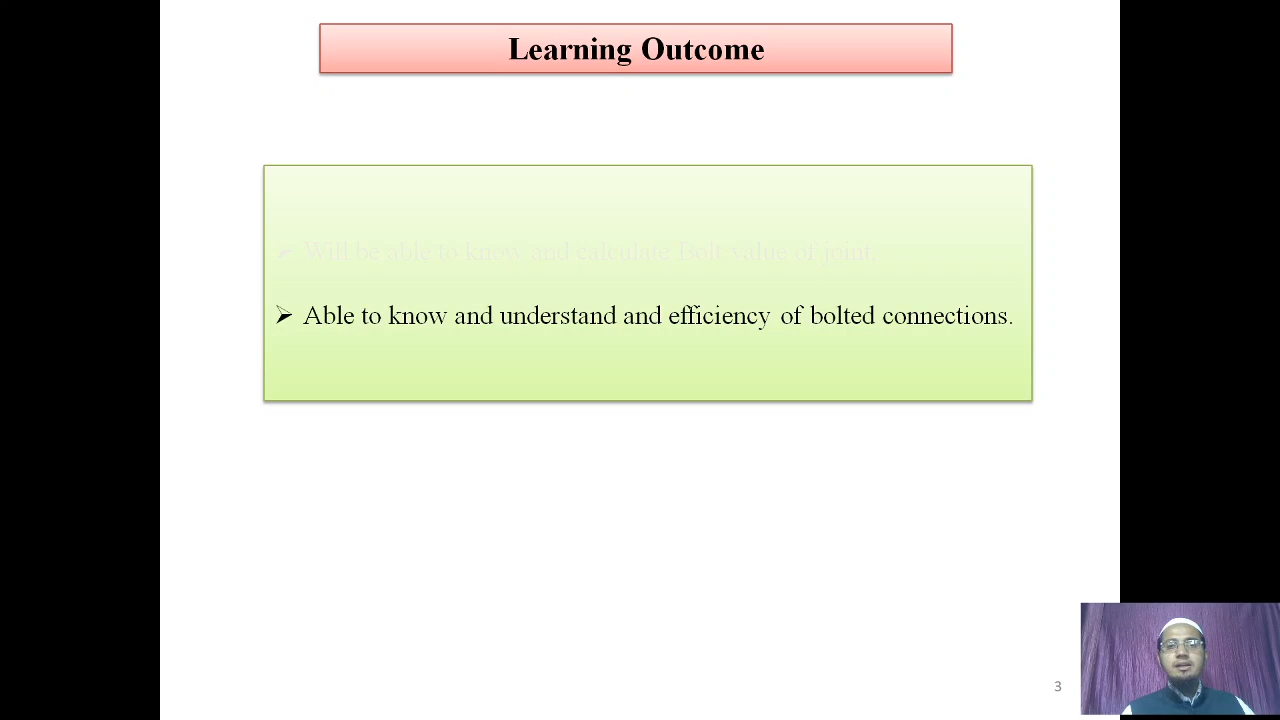 Learning Outcome
➢ Will be able to know and calculate Bolt value of joint.
➢ Able to know and understand and efficiency of bolted connections.
3